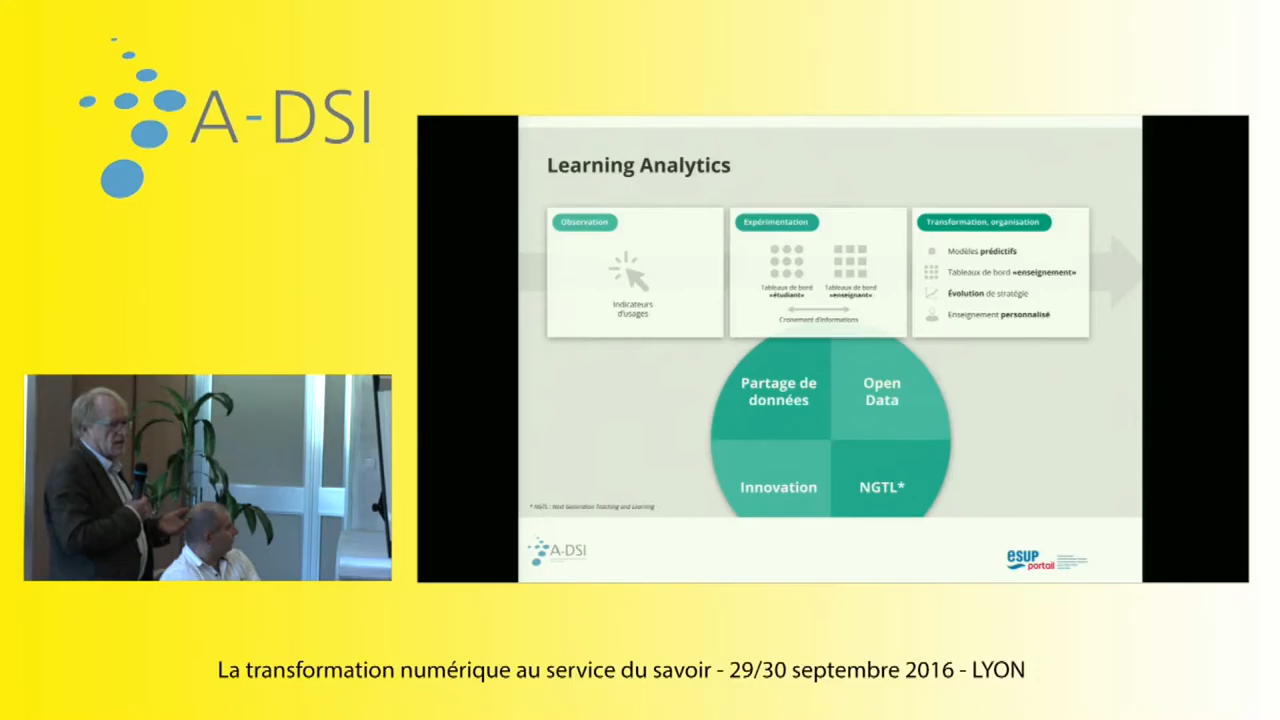 A-DSI
Learning Analytics
Observation
Indicateurs
d'usages
Expérimentation
Tableaux de bord
«étudiant»
Tableaux de bord
«enseignant»
Croisement d'informations
Transformation, organisation
Modèles prédictifs
Tableaux de bord «enseignement»
Évolution de stratégie
Enseignement personnalisé
Partage de
données
Open
Data
Innovation
NGTL*
* NGTL : Next Generation Teaching and Learning
A-DSI
esup
portail
La transformation numérique au service du savoir - 29/30 septembre 2016 - LYON